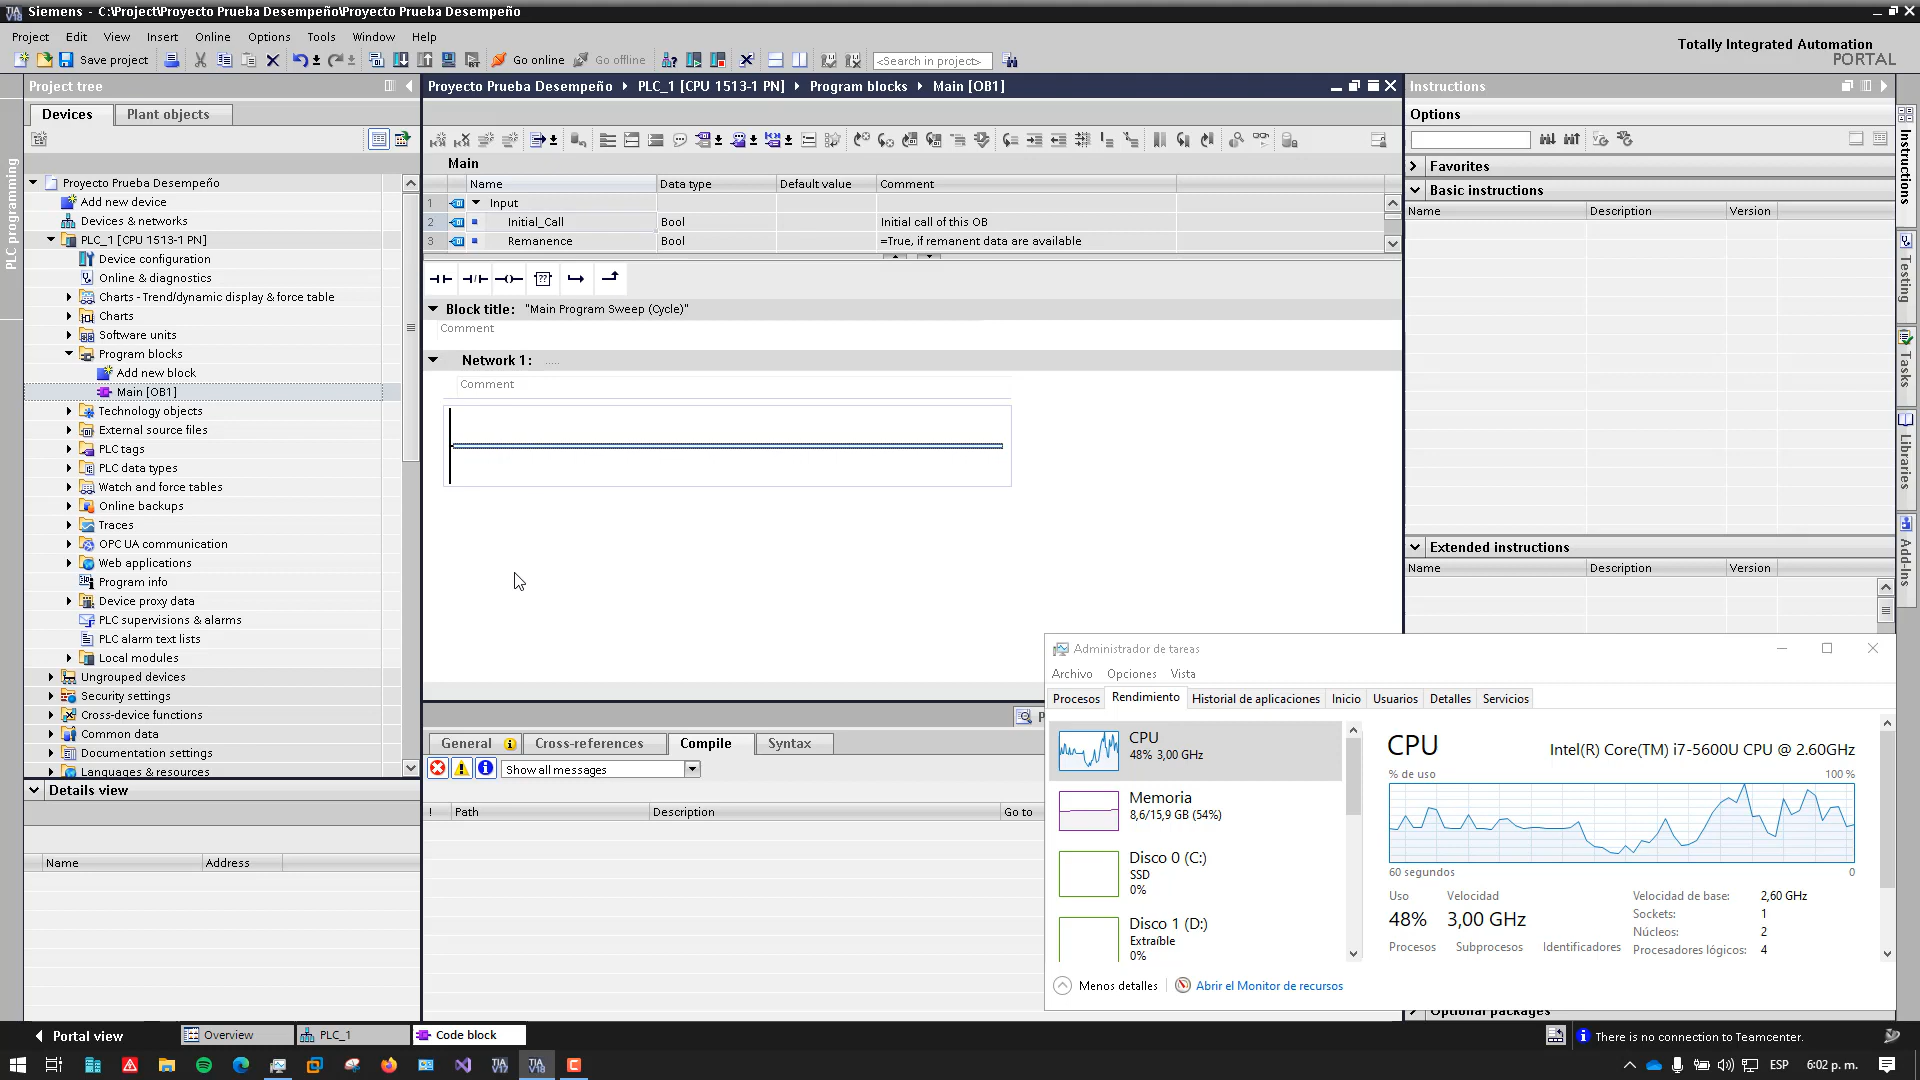 Siemens - C:\Project\Proyecto Prueba Desempeño\Proyecto Prueba Desempeño
Project Edit View Insert Online Options Tools Window Help
Totally Integrated Automation
PORTAL
Save project
Go online
Go offline
<Search in project>
Project tree
Devices
Plant objects
PLC programming
Proyecto Prueba Desempeño
Add new device
Devices & networks
PLC_1 [CPU 1513-1 PN]
Device configuration
Online & diagnostics
Charts - Trend/dynamic display & force table
Charts
Software units
Program blocks
Add new block
Main [OB1]
Technology objects
External source files
PLC tags
PLC data types
Watch and force tables
Online backups
Traces
OPC UA communication
Web applications
Program info
Device proxy data
PLC supervisions & alarms
PLC alarm text lists
Local modules
Ungrouped devices
Security settings
Cross-device functions
Common data
Documentation settings
Languages & resources
Details view
Name Address
Proyecto Prueba Desempeño PLC_1 [CPU 1513-1 PN] Program blocks Main [OB1]
Main
Name Data type Default value Comment
1 Input
2 Initial_Call Bool Initial call of this OB
3 Remanence Bool =True, if remanent data are available
??
Block title: "Main Program Sweep (Cycle)"
Comment
Network 1: .....
Comment
General Cross-references Compile Syntax
Show all messages
! Path Description Go to
Instructions
Options
Favorites
Basic instructions
Name Description Version
Extended instructions
Name Description Version
Optional packages
Instructions
Testing
Tasks
Libraries
Add-Ins
Administrador de tareas
Archivo Opciones Vista
Procesos Rendimiento Historial de aplicaciones Inicio Usuarios Detalles Servicios
CPU
48% 3,00 GHz
Memoria
8,6/15,9 GB (54%)
Disco 0 (C:)
SSD
0%
Disco 1 (D:)
Extraíble
0%
CPU
Intel(R) Core(TM) i7-5600U CPU @ 2.60GHz
% de uso 100 %
60 segundos 0
Uso Velocidad
48% 3,00 GHz
Procesos Subprocesos Identificadores
Velocidad de base: 2,60 GHz
Sockets: 1
Núcleos: 2
Procesadores lógicos: 4
Menos detalles
Abrir el Monitor de recursos
Portal view
Overview
PLC_1
Code block
There is no connection to Teamcenter.
ESP
6:02 p. m.